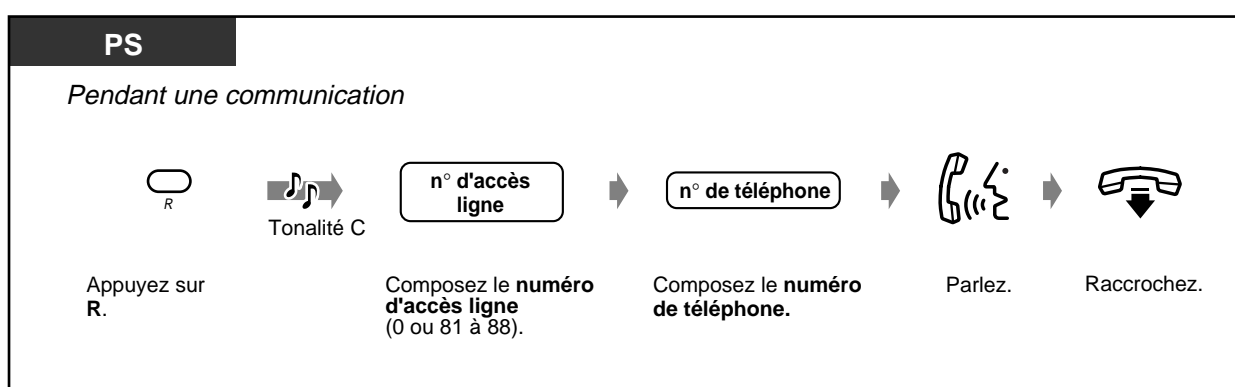 PS
Pendant une communication
R
Tonalité C
n° d'accès
ligne
n° de téléphone
Appuyez sur
R.
Composez le numéro
d'accès ligne
(0 ou 81 à 88).
Composez le numéro
de téléphone.
Parlez.
Raccrochez.